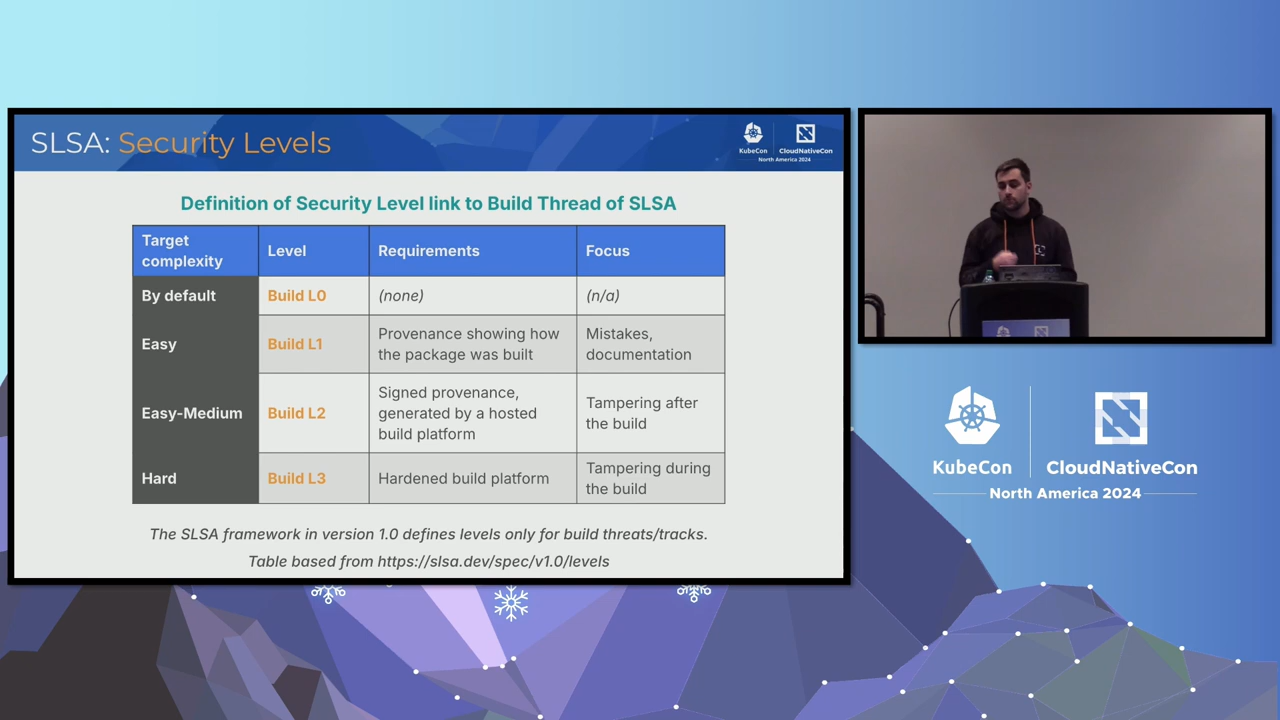 SLSA: Security Levels
KubeCon
CloudNativeCon
North America 2024
Definition of Security Level link to Build Thread of SLSA
Target complexity
Level
Requirements
Focus
By default
Build L0
(none)
(n/a)
Easy
Build L1
Provenance showing how
the package was built
Mistakes,
documentation
Easy-Medium
Build L2
Signed provenance,
generated by a hosted
build platform
Tampering after
the build
Hard
Build L3
Hardened build platform
Tampering during
the build
The SLSA framework in version 1.0 defines levels only for build threats/tracks.
Table based from https://slsa.dev/spec/v1.0/levels
KubeCon
CloudNativeCon
North America 2024